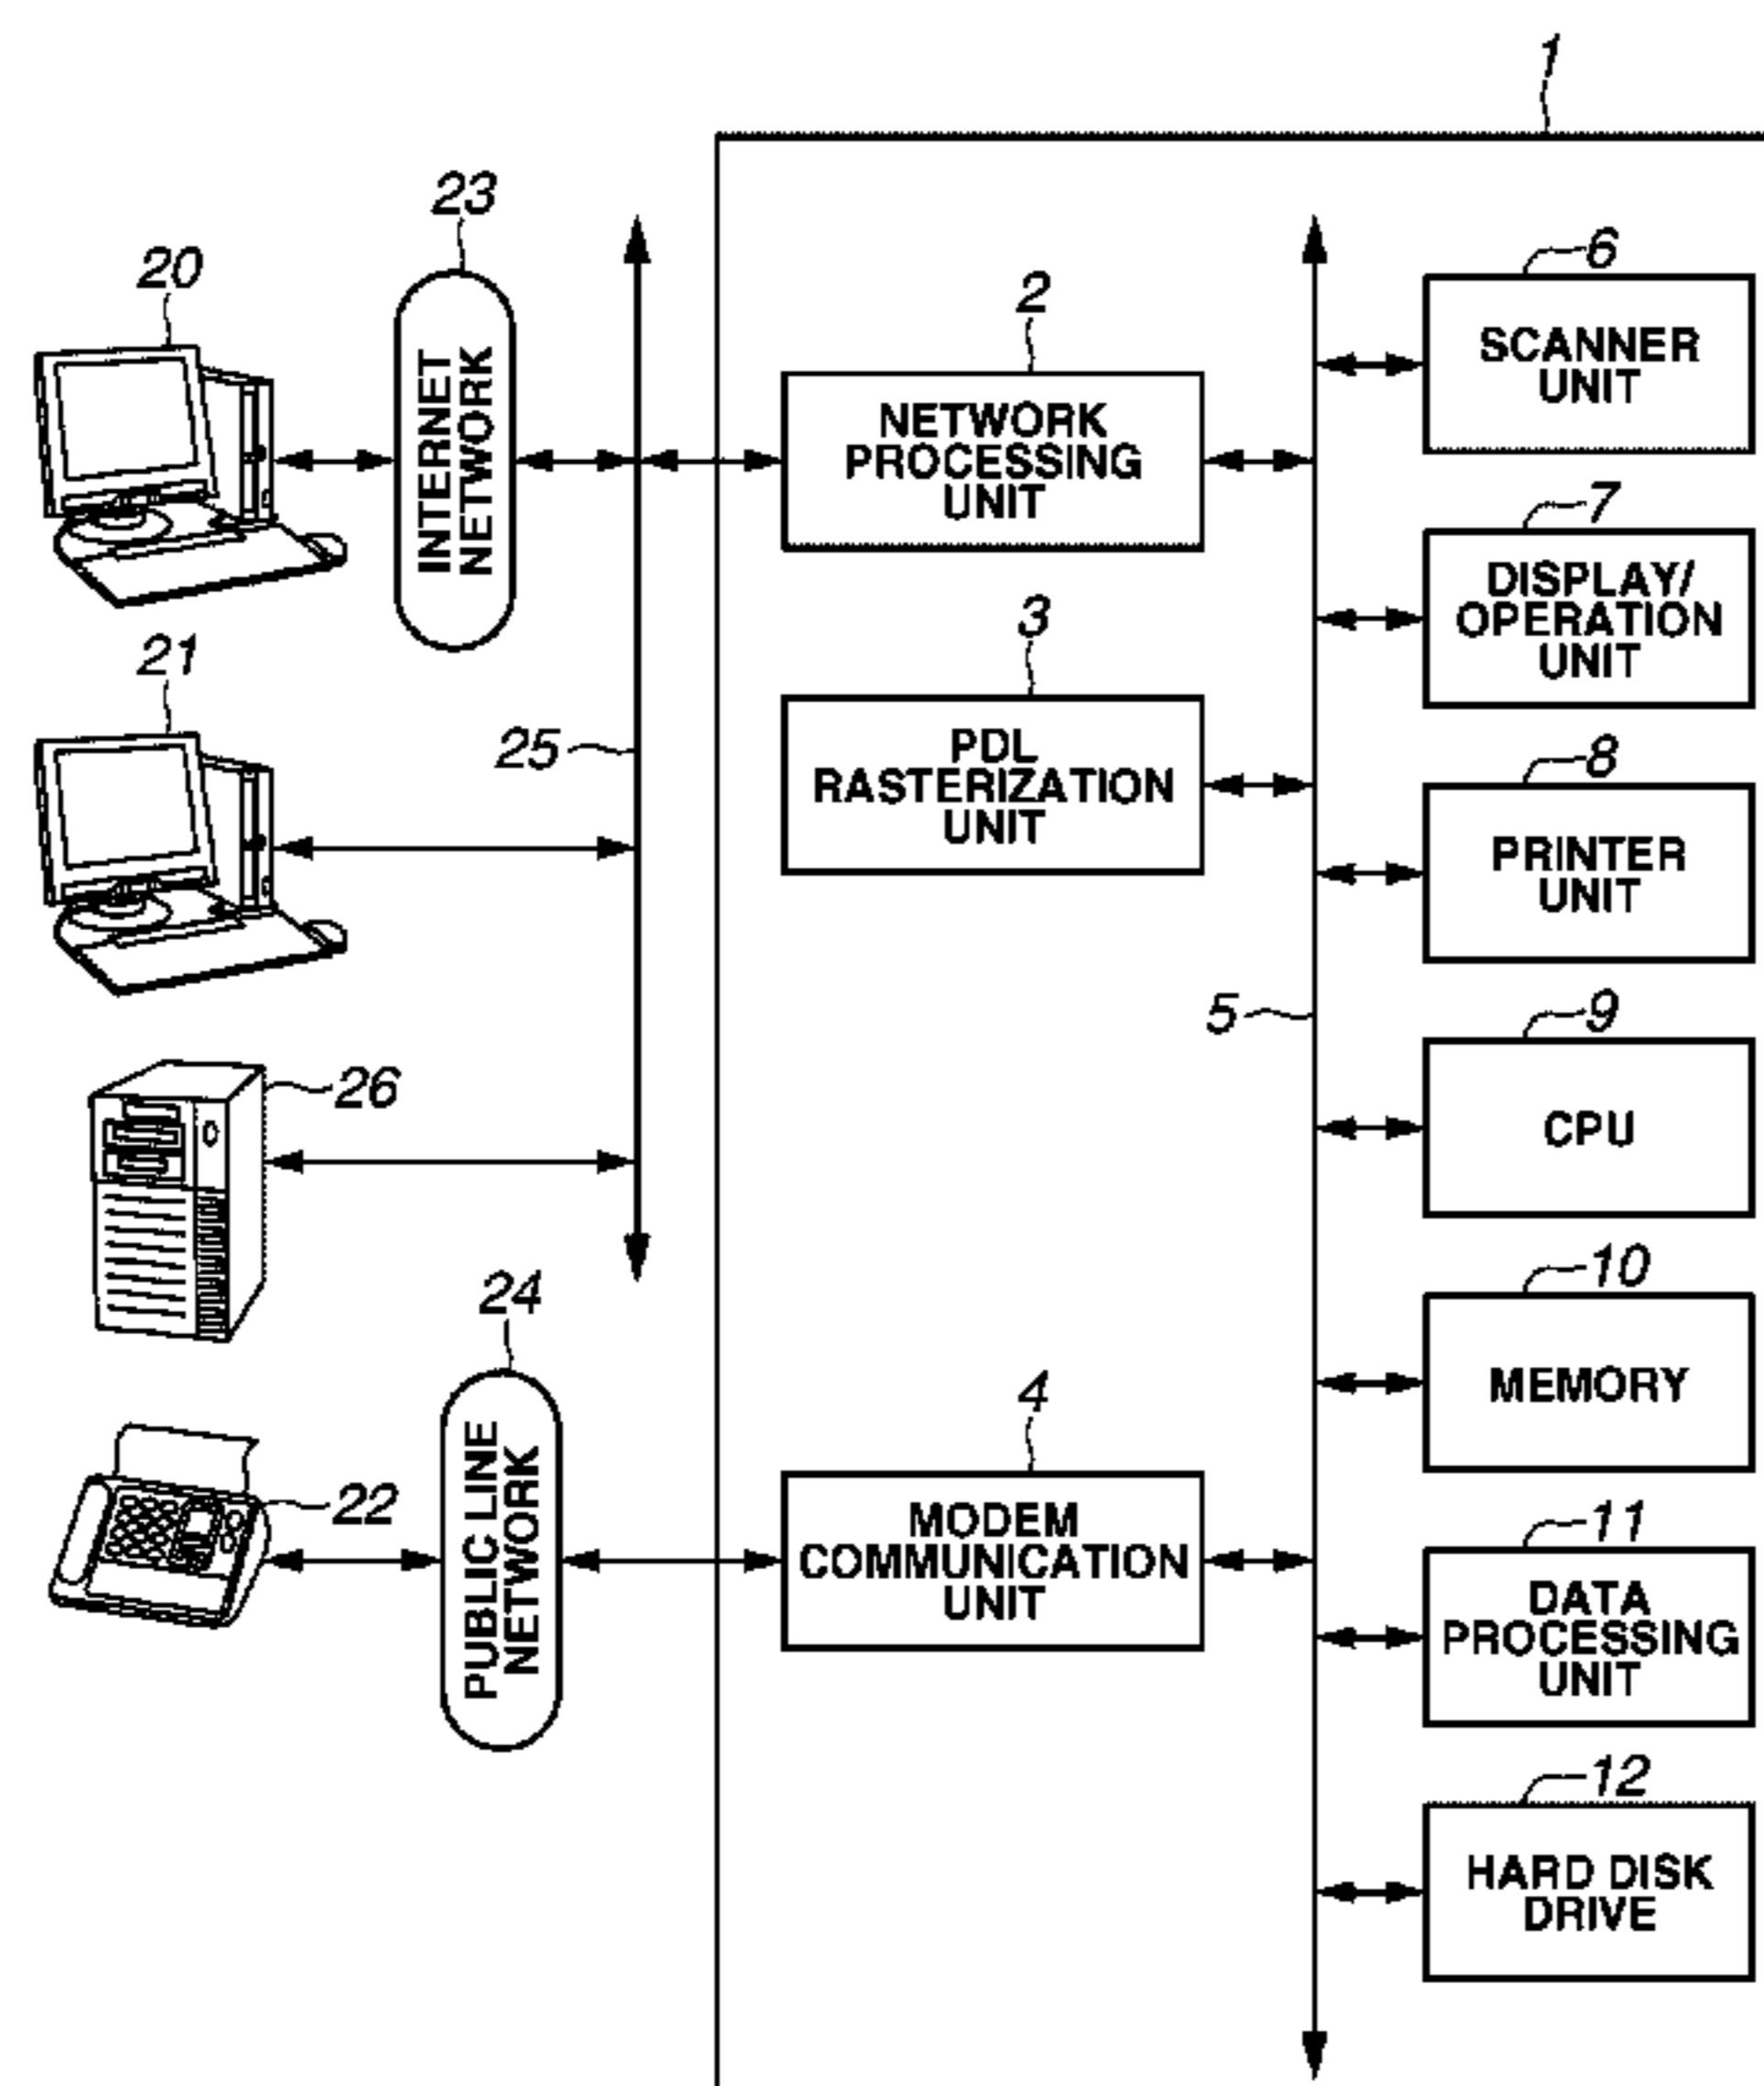 1
23
20
INTERNET
NETWORK
2
NETWORK
PROCESSING
UNIT
6
SCANNER
UNIT
7
DISPLAY/
OPERATION
UNIT
21
25
3
PDL
RASTERIZATION
UNIT
8
PRINTER
UNIT
5
9
CPU
26
24
PUBLIC LINE
NETWORK
22
4
MODEM
COMMUNICATION
UNIT
10
MEMORY
11
DATA
PROCESSING
UNIT
12
HARD DISK
DRIVE